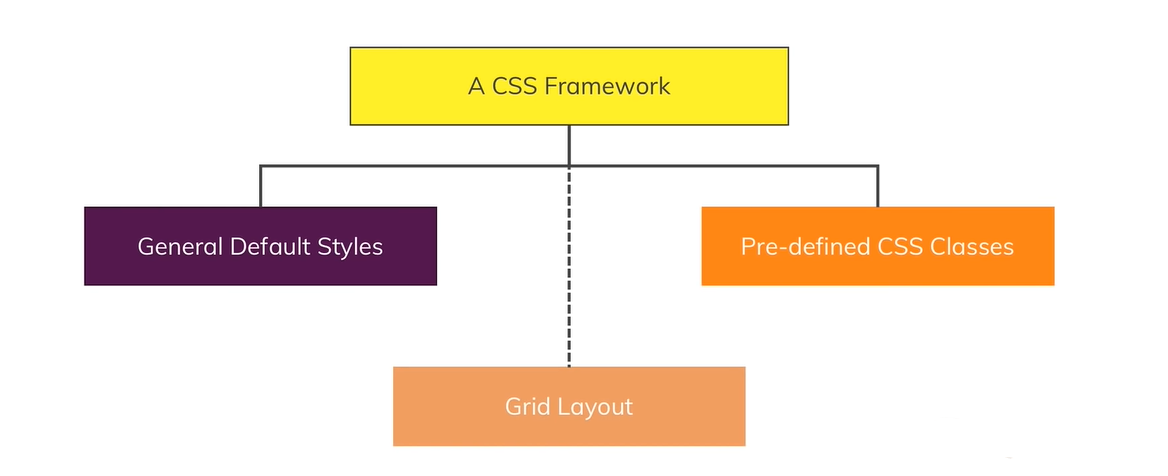 A CSS Framework
General Default Styles
Pre-defined CSS Classes
Grid Layout